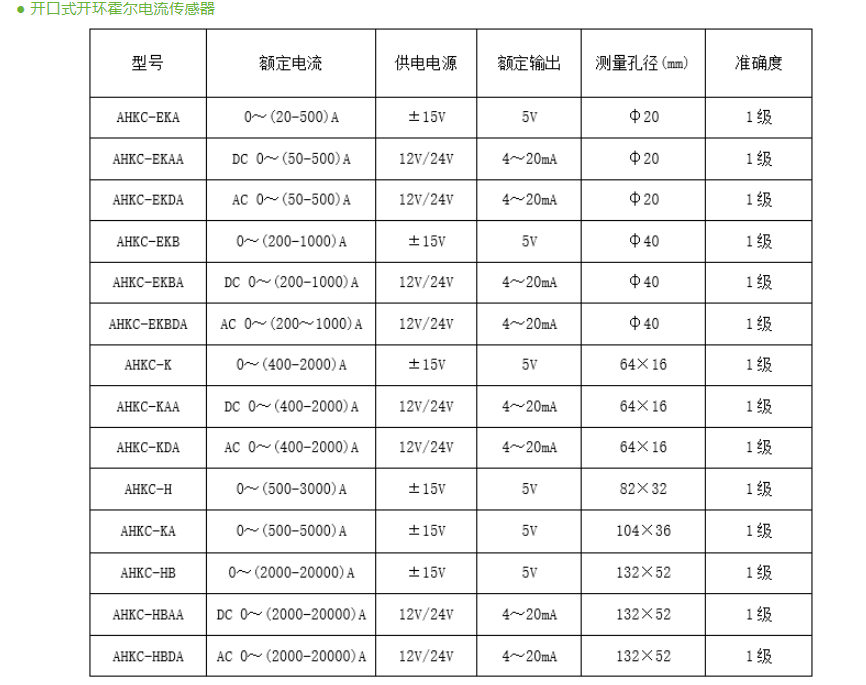 ● 开口式开环霍尔电流传感器
型号 额定电流 供电电源 额定输出 测量孔径(mm) 准确度
AHKC-EKA 0～(20-500)A ±15V 5V Φ20 1级
AHKC-EKAA DC 0～(50-500)A 12V/24V 4～20mA Φ20 1级
AHKC-EKDA AC 0～(50-500)A 12V/24V 4～20mA Φ20 1级
AHKC-EKB 0～(200-1000)A ±15V 5V Φ40 1级
AHKC-EKBA DC 0～(200-1000)A 12V/24V 4～20mA Φ40 1级
AHKC-EKBDA AC 0～(200～1000)A 12V/24V 4～20mA Φ40 1级
AHKC-K 0～(400-2000)A ±15V 5V 64×16 1级
AHKC-KAA DC 0～(400-2000)A 12V/24V 4～20mA 64×16 1级
AHKC-KDA AC 0～(400-2000)A 12V/24V 4～20mA 64×16 1级
AHKC-H 0～(500-3000)A ±15V 5V 82×32 1级
AHKC-KA 0～(500-5000)A ±15V 5V 104×36 1级
AHKC-HB 0～(2000-20000)A ±15V 5V 132×52 1级
AHKC-HBAA DC 0～(2000-20000)A 12V/24V 4～20mA 132×52 1级
AHKC-HBDA AC 0～(2000-20000)A 12V/24V 4～20mA 132×52 1级